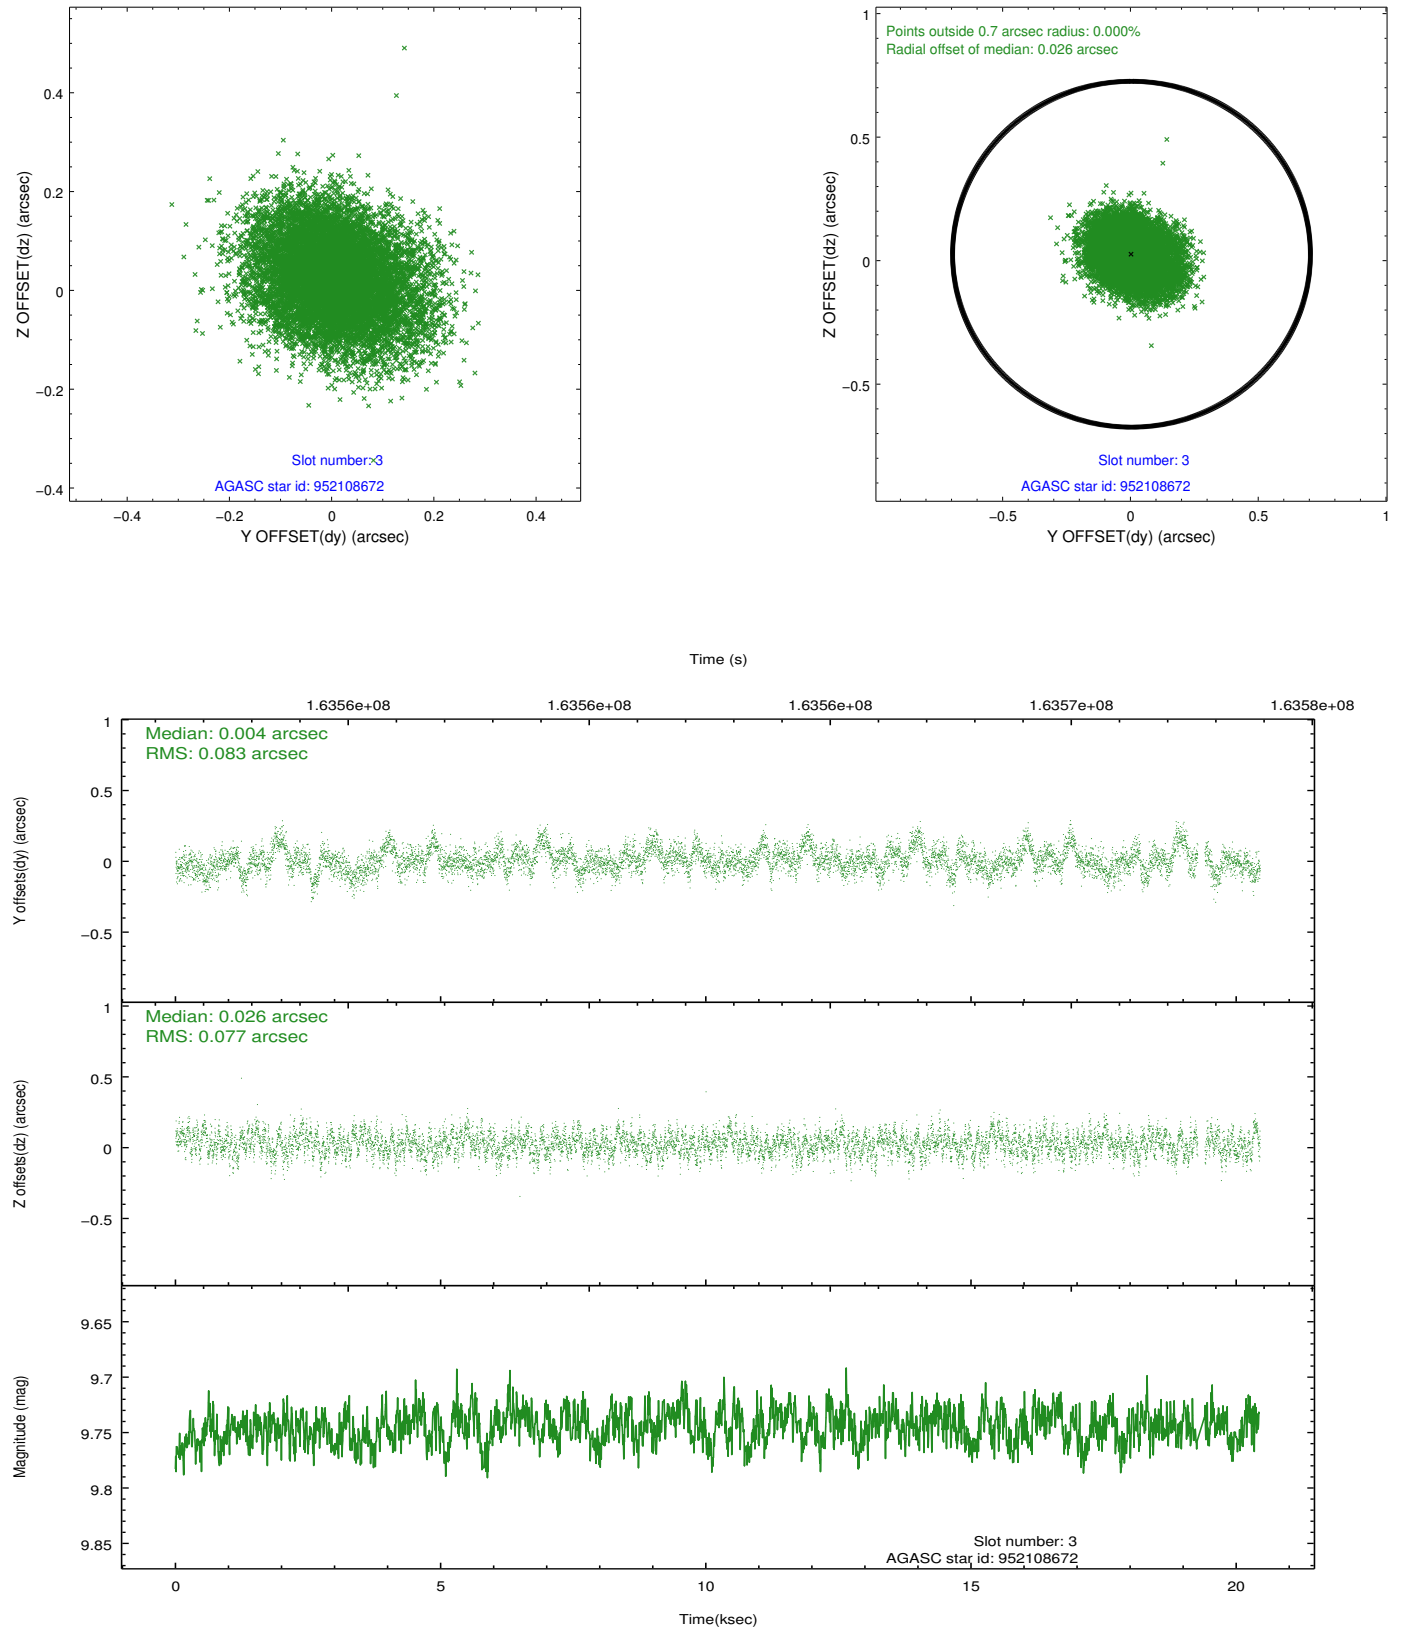 0.4
0.2
0
−0.2
−0.4
Z OFFSET(dz) (arcsec)
Slot number: 3
AGASC star id: 952108672
−0.4 −0.2 0 0.2 0.4
Y OFFSET(dy) (arcsec)
1
0.5
0
−0.5
Z OFFSET(dz) (arcsec)
Points outside 0.7 arcsec radius: 0.000%
Radial offset of median: 0.026 arcsec
Slot number: 3
AGASC star id: 952108672
−0.5 0 0.5 1
Y OFFSET(dy) (arcsec)
Time (s)
1.6356e+08 1.6356e+08 1.6356e+08 1.6357e+08 1.6358e+08
Median: 0.004 arcsec
RMS: 0.083 arcsec
1
0.5
0
−0.5
Y offsets(dy) (arcsec)
Median: 0.026 arcsec
RMS: 0.077 arcsec
1
0.5
0
−0.5
Z offsets(dz) (arcsec)
9.65
9.7
9.75
9.8
9.85
Magnitude (mag)
Slot number: 3
AGASC star id: 952108672
0 5 10 15 20
Time(ksec)